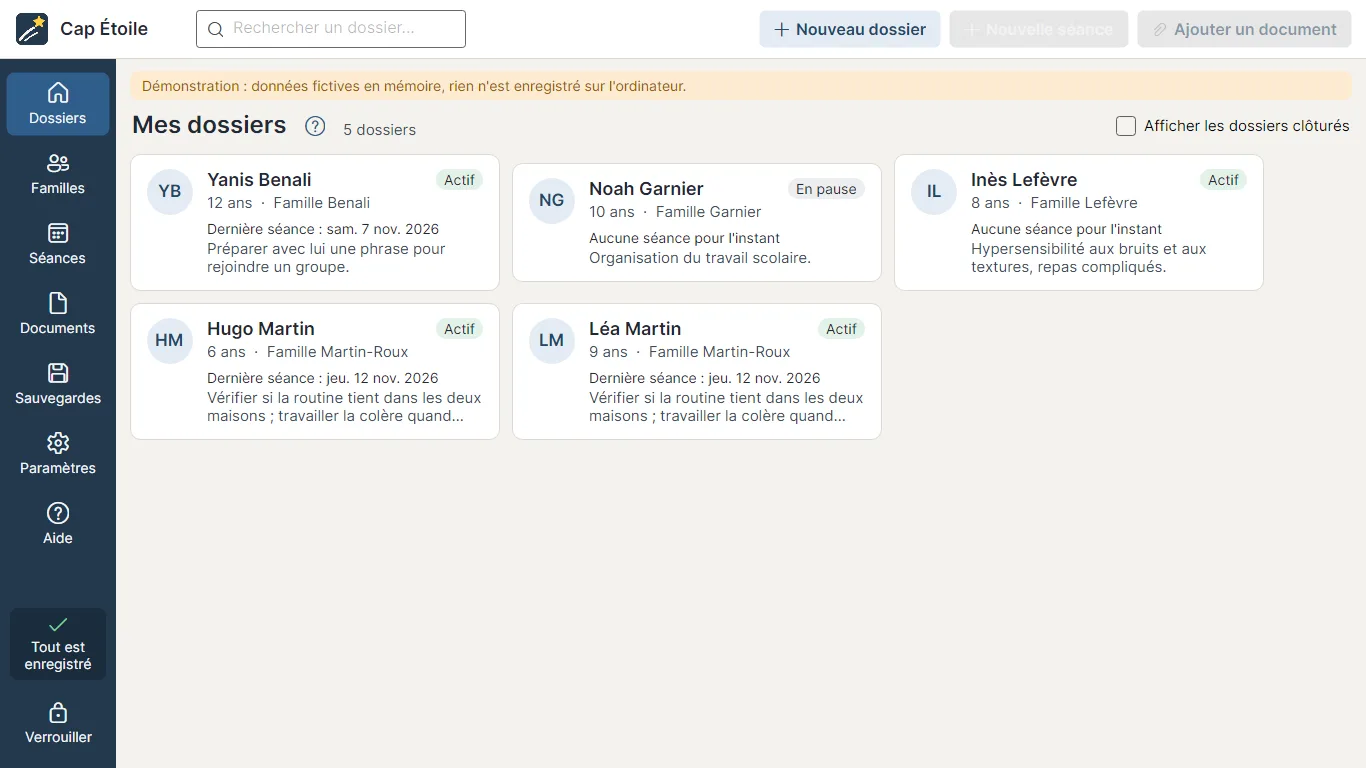 Cap Étoile
Rechercher un dossier...
Nouveau dossier
Nouvelle séance
Ajouter un document
Dossiers
Familles
Séances
Documents
Sauvegardes
Paramètres
Aide
Tout est
enregistré
Verrouiller
Démonstration : données fictives en mémoire, rien n'est enregistré sur l'ordinateur.
Mes dossiers
5 dossiers
Afficher les dossiers clôturés
YB
Yanis Benali
Actif
12 ans · Famille Benali
Dernière séance : sam. 7 nov. 2026
Préparer avec lui une phrase pour
rejoindre un groupe.
NG
Noah Garnier
En pause
10 ans · Famille Garnier
Aucune séance pour l'instant
Organisation du travail scolaire.
IL
Inès Lefèvre
Actif
8 ans · Famille Lefèvre
Aucune séance pour l'instant
Hypersensibilité aux bruits et aux
textures, repas compliqués.
HM
Hugo Martin
Actif
6 ans · Famille Martin-Roux
Dernière séance : jeu. 12 nov. 2026
Vérifier si la routine tient dans les deux
maisons ; travailler la colère quand...
LM
Léa Martin
Actif
9 ans · Famille Martin-Roux
Dernière séance : jeu. 12 nov. 2026
Vérifier si la routine tient dans les deux
maisons ; travailler la colère quand...